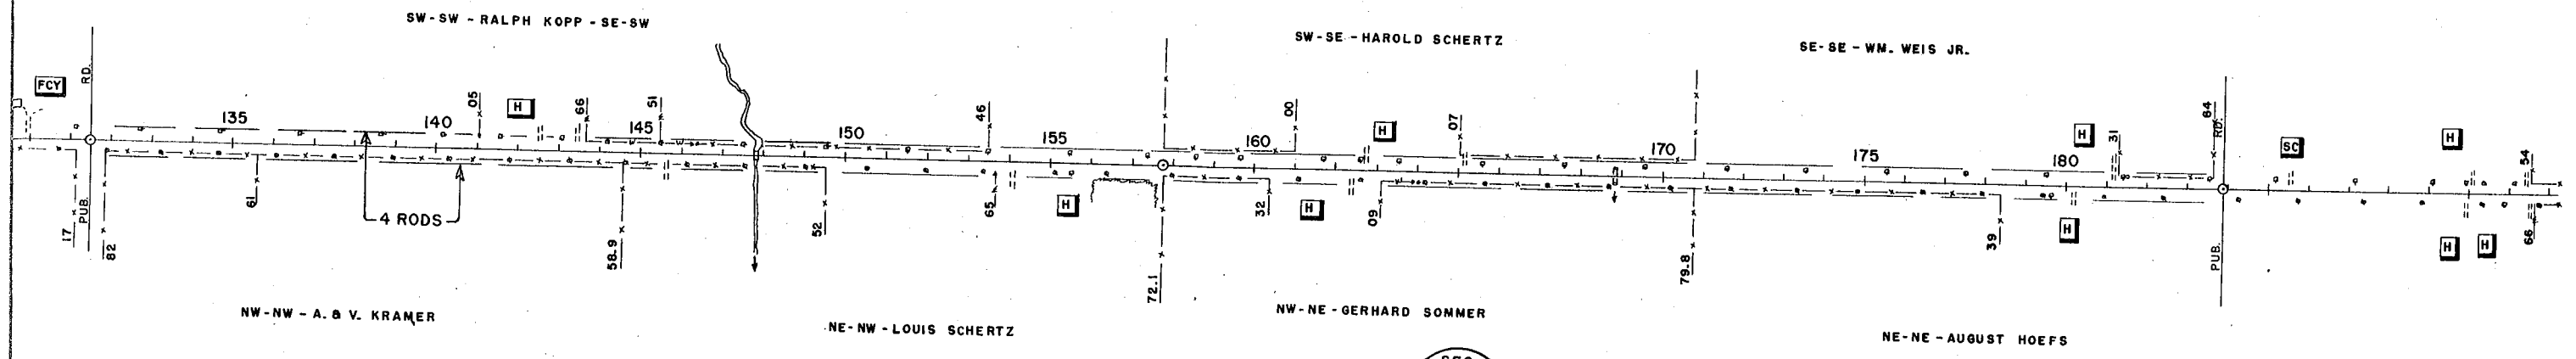 SW-SW - RALPH KOPP - SE-SW
SW-SE - HAROLD SCHERTZ
SE-SE - WM. WEIS JR.
FCY
RD.
135
140
05
H
66
145
51
150
46
155
160
00
H
07
170
175
180
H
31
64
RD.
SC
H
54
17
PUB.
82
61
4 RODS
58.9
52
65
H
72.1
32
H
09
79.8
39
H
PUB.
H
H
66
NW-NW - A. & V. KRAMER
NE-NW - LOUIS SCHERTZ
NW-NE - GERHARD SOMMER
NE-NE - AUGUST HOEFS